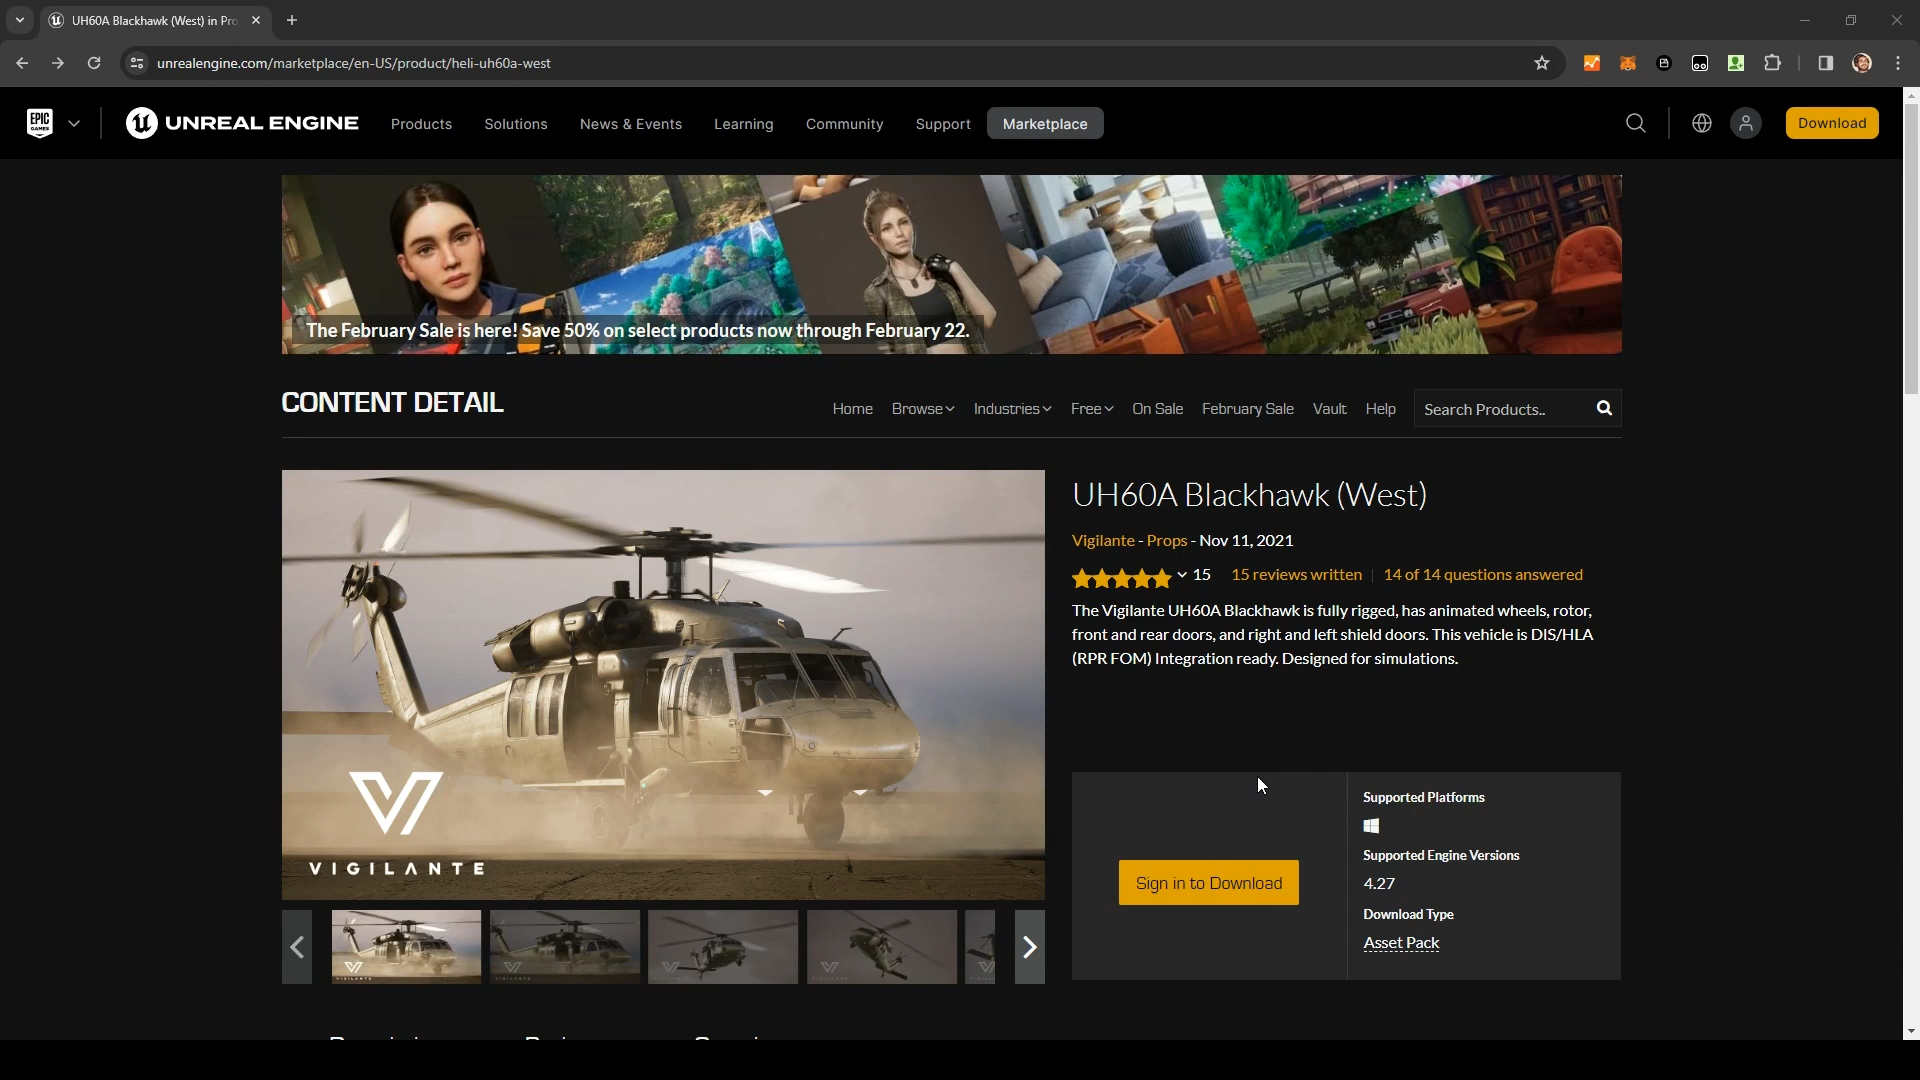 UH60A Blackhawk (West) in Pro
unrealengine.com/marketplace/en-US/product/heli-uh60a-west
EPIC GAMES
UNREAL ENGINE
Products
Solutions
News & Events
Learning
Community
Support
Marketplace
Download
The February Sale is here! Save 50% on select products now through February 22.
CONTENT DETAIL
Home
Browse
Industries
Free
On Sale
February Sale
Vault
Help
Search Products..
UH60A Blackhawk (West)
Vigilante - Props - Nov 11, 2021
15 15 reviews written 14 of 14 questions answered
The Vigilante UH60A Blackhawk is fully rigged, has animated wheels, rotor,
front and rear doors, and right and left shield doors. This vehicle is DIS/HLA
(RPR FOM) Integration ready. Designed for simulations.
VIGILANTE
Sign in to Download
Supported Platforms
Supported Engine Versions
4.27
Download Type
Asset Pack